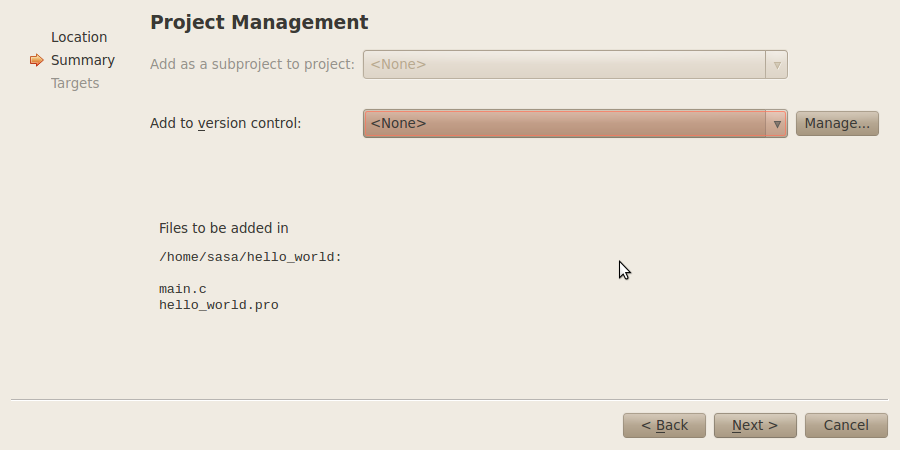 Project Management
Location
Summary
Targets
Add as a subproject to project: <None>
Add to version control: <None> Manage...
Files to be added in
/home/sasa/hello_world:
main.c
hello_world.pro
< Back Next > Cancel